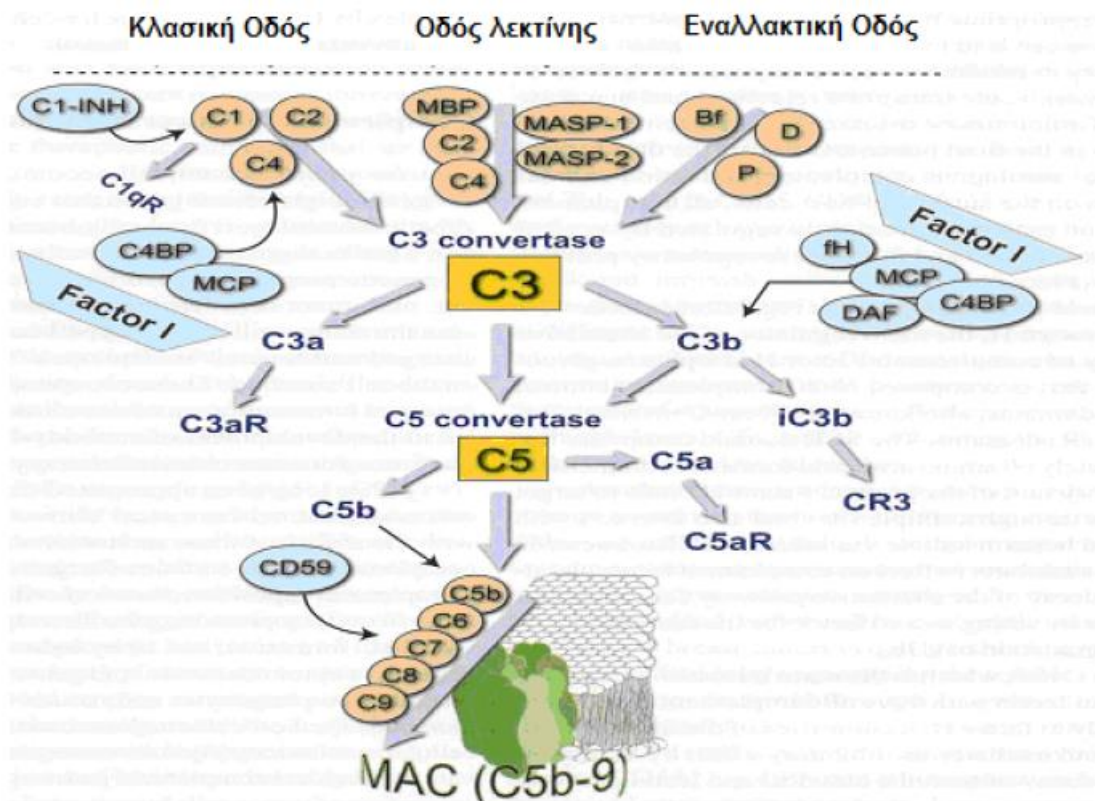 Κλασική Οδός Οδός Λεκτίνης Εναλλακτική Οδός
C1-INH C1 C2 MBP MASP-1 Bf D
C2 MASP-2
C4 C4 P
C1qR
C4BP C3 convertase fH Factor I
MCP C3 MCP
Factor I DAF C4BP
C3a C3b
C3aR C5 convertase iC3b
C5 C5a
C5b C5aR CR3
CD59 C5b
C6
C7
C8
C9
MAC (C5b-9)